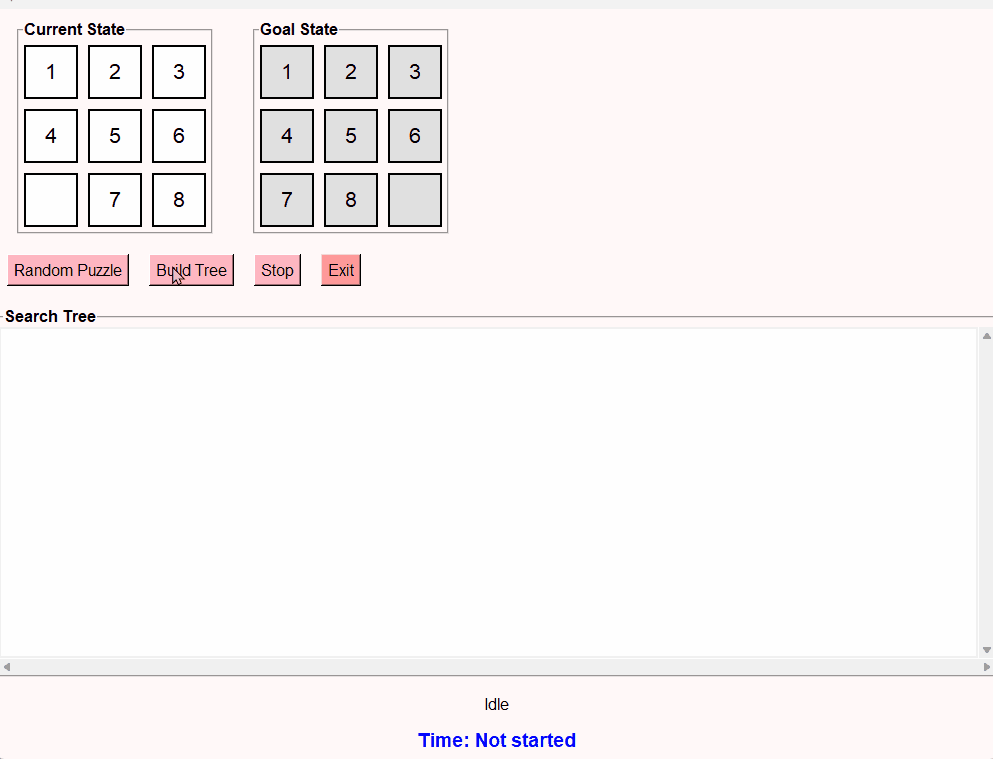 Current State Goal State
1 2 3 1 2 3
4 5 6 4 5 6
7 8 7 8
Random Puzzle Build Tree Stop Exit
Search Tree
Idle
Time: Not started